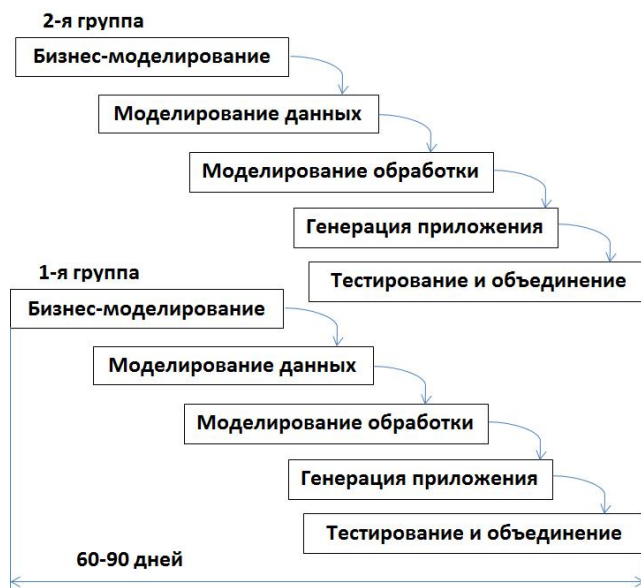 2-я группа
Бизнес-моделирование
Моделирование данных
Моделирование обработки
Генерация приложения
Тестирование и объединение
1-я группа
Бизнес-моделирование
Моделирование данных
Моделирование обработки
Генерация приложения
Тестирование и объединение
60-90 дней